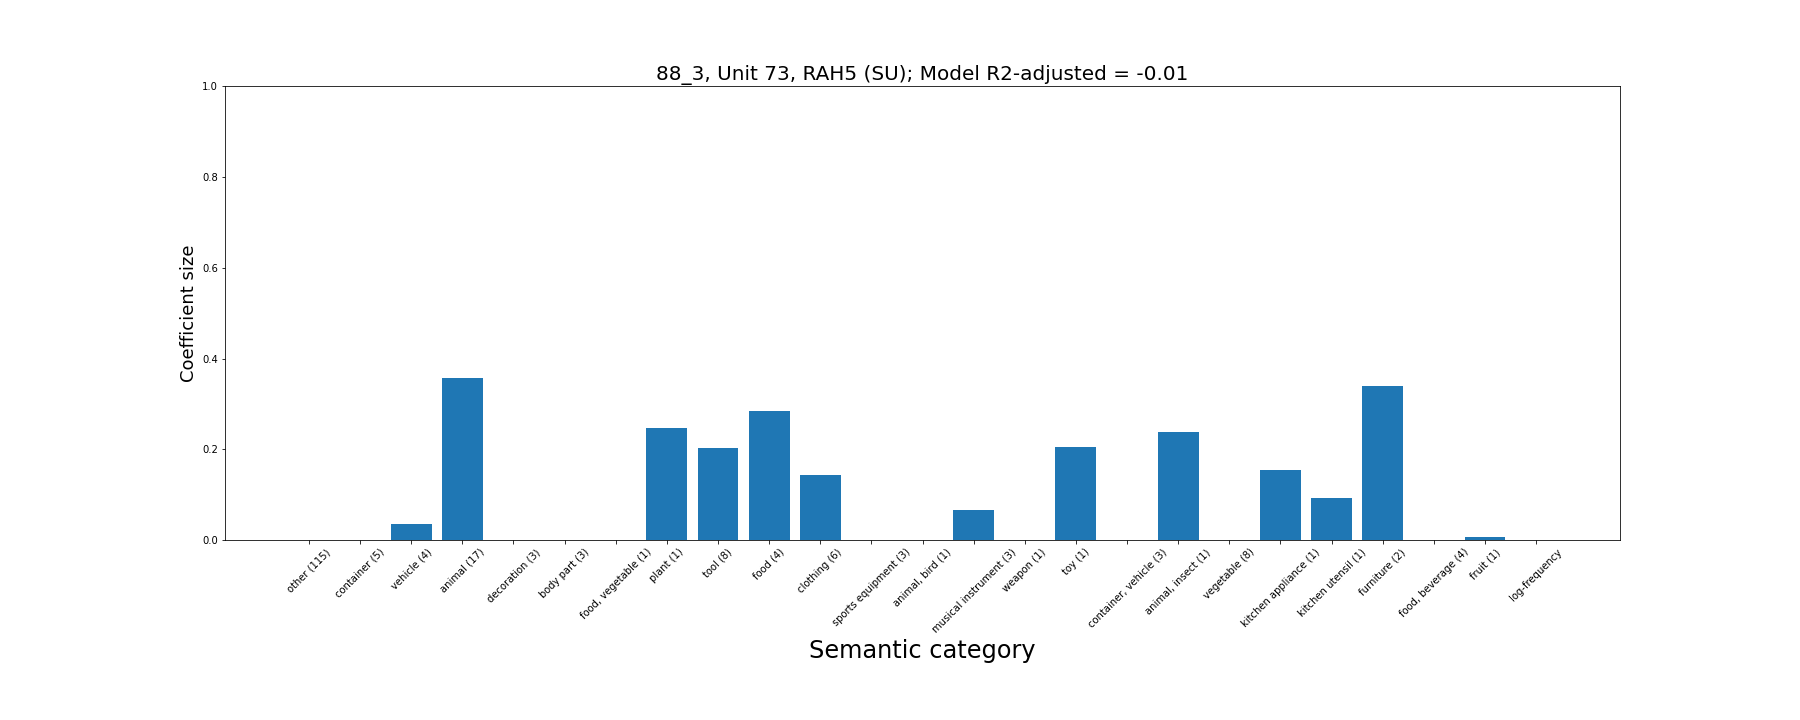 88_3, Unit 73, RAH5 (SU); Model R2-adjusted = -0.01
Coefficient size
1.0
0.8
0.6
0.4
0.2
0.0
other (115)
container (5)
vehicle (4)
animal (17)
decoration (3)
body part (3)
food, vegetable (1)
plant (1)
tool (8)
food (4)
clothing (6)
sports equipment (3)
animal, bird (1)
musical instrument (3)
weapon (1)
toy (1)
container, vehicle (3)
animal, insect (1)
vegetable (8)
kitchen appliance (1)
kitchen utensil (1)
furniture (2)
food, beverage (4)
fruit (1)
log-frequency
Semantic category